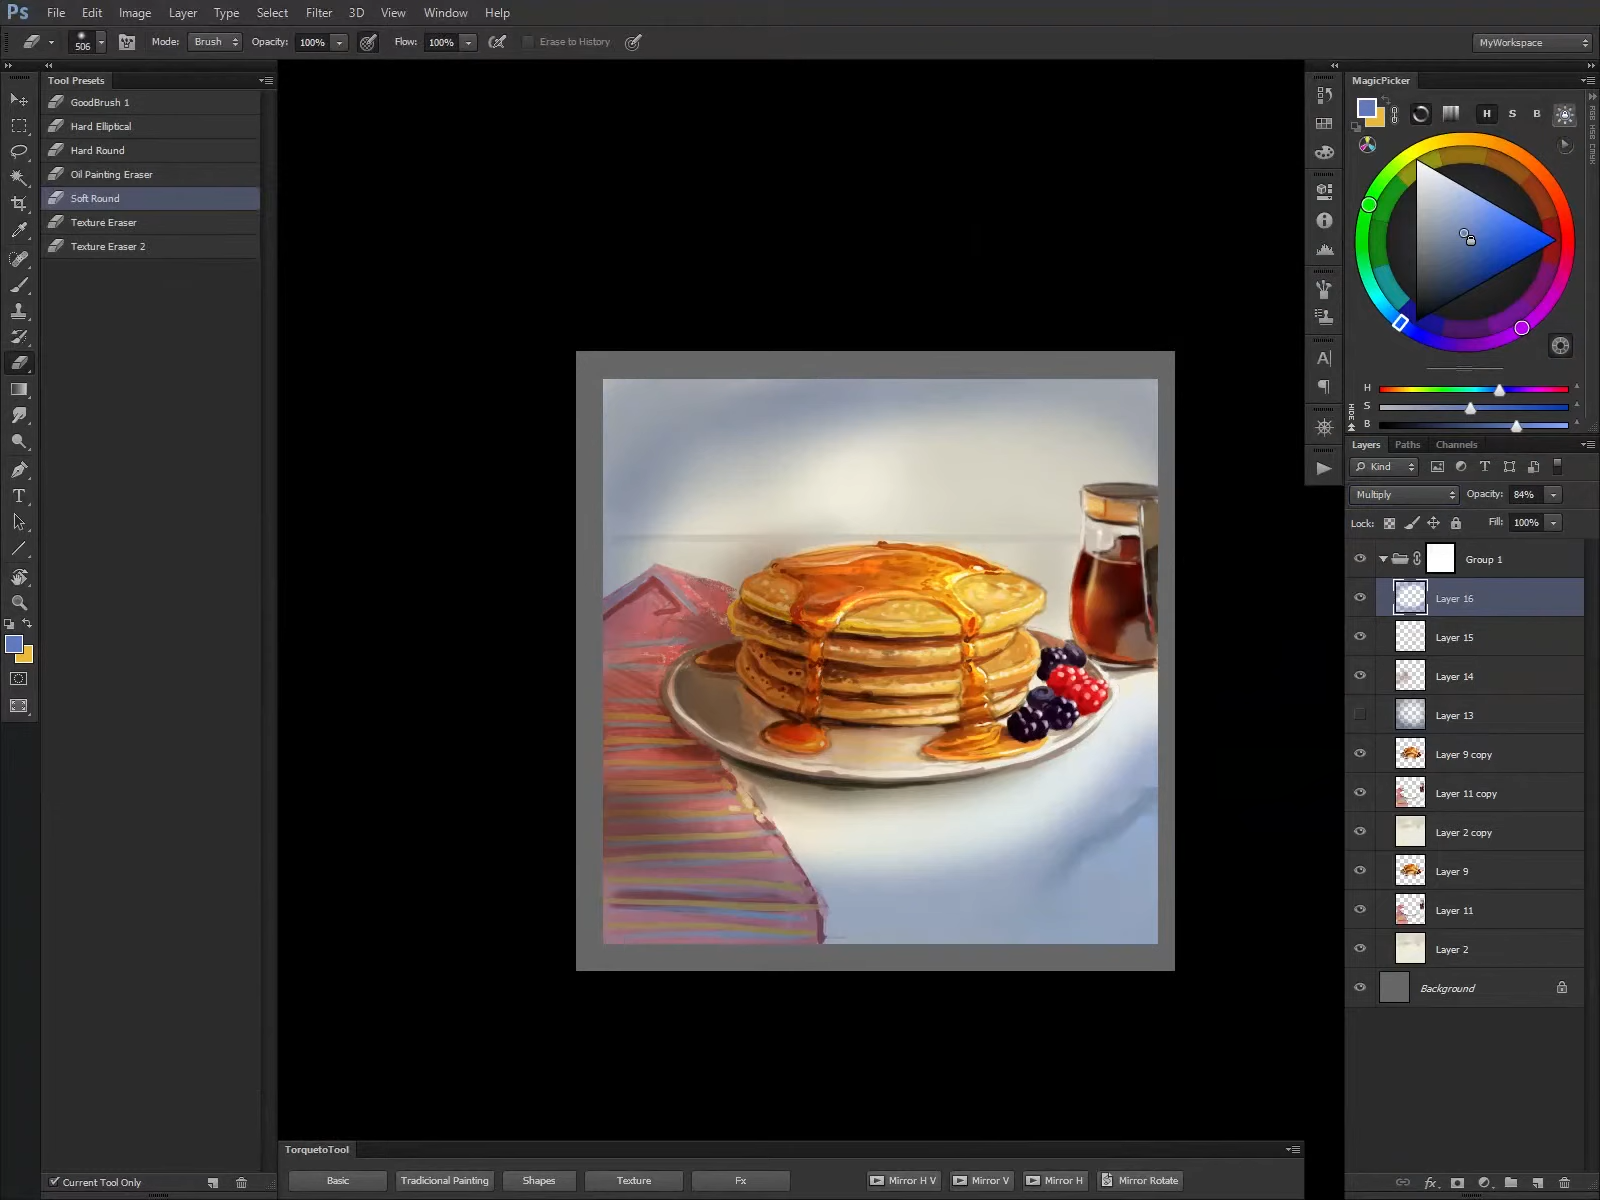 Ps File Edit Image Layer Type Select Filter 3D View Window Help
506 Mode: Brush Opacity: 100% Flow: 100% Erase to History MyWorkspace
Tool Presets
GoodBrush 1
Hard Elliptical
Hard Round
Oil Painting Eraser
Soft Round
Texture Eraser
Texture Eraser 2
Current Tool Only
MagicPicker
H S B
RGB HSB CMYK
H
S
B
HIDE
Layers Paths Channels
Kind
Multiply Opacity: 84%
Lock: Fill: 100%
Group 1
Layer 16
Layer 15
Layer 14
Layer 13
Layer 9 copy
Layer 11 copy
Layer 2 copy
Layer 9
Layer 11
Layer 2
Background
TorquetoTool
Basic Tradicional Painting Shapes Texture Fx Mirror H V Mirror V Mirror H Mirror Rotate